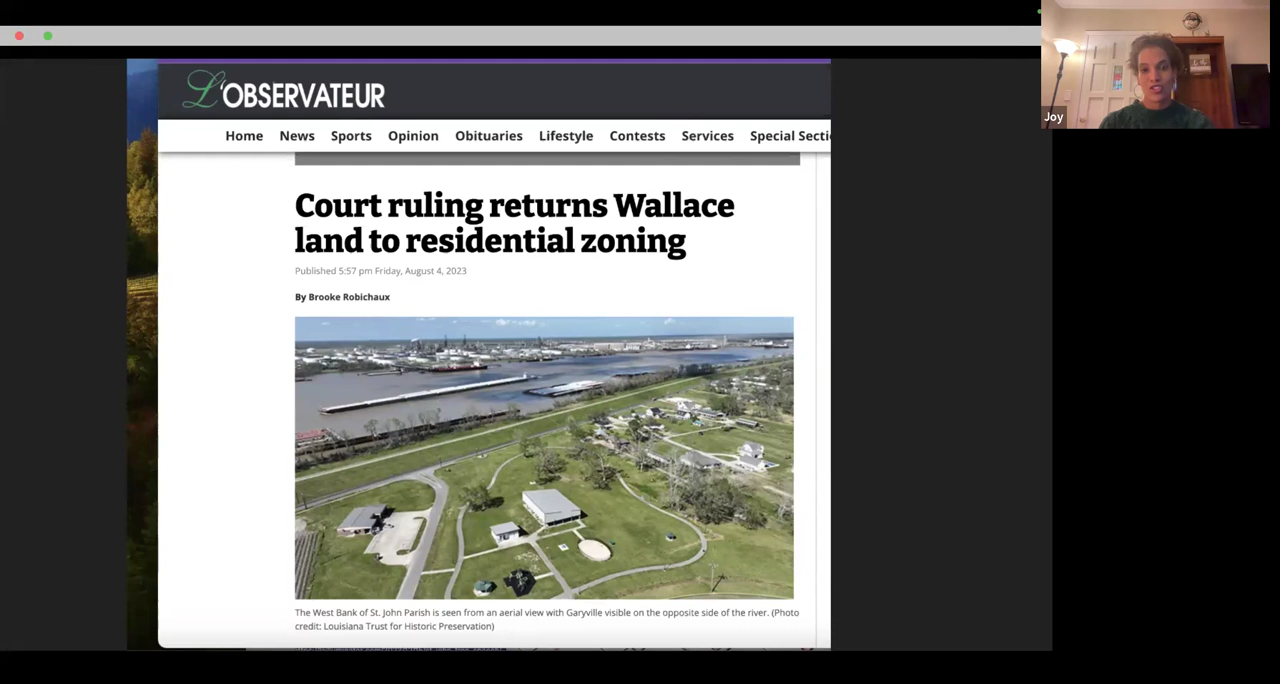 L'OBSERVATEUR
Home News Sports Opinion Obituaries Lifestyle Contests Services Special Secti
Court ruling returns Wallace
land to residential zoning
Published 5:57 pm Friday, August 4, 2023
By Brooke Robichaux
The West Bank of St. John Parish is seen from an aerial view with Garyville visible on the opposite side of the river. (Photo
credit: Louisiana Trust for Historic Preservation)
Joy